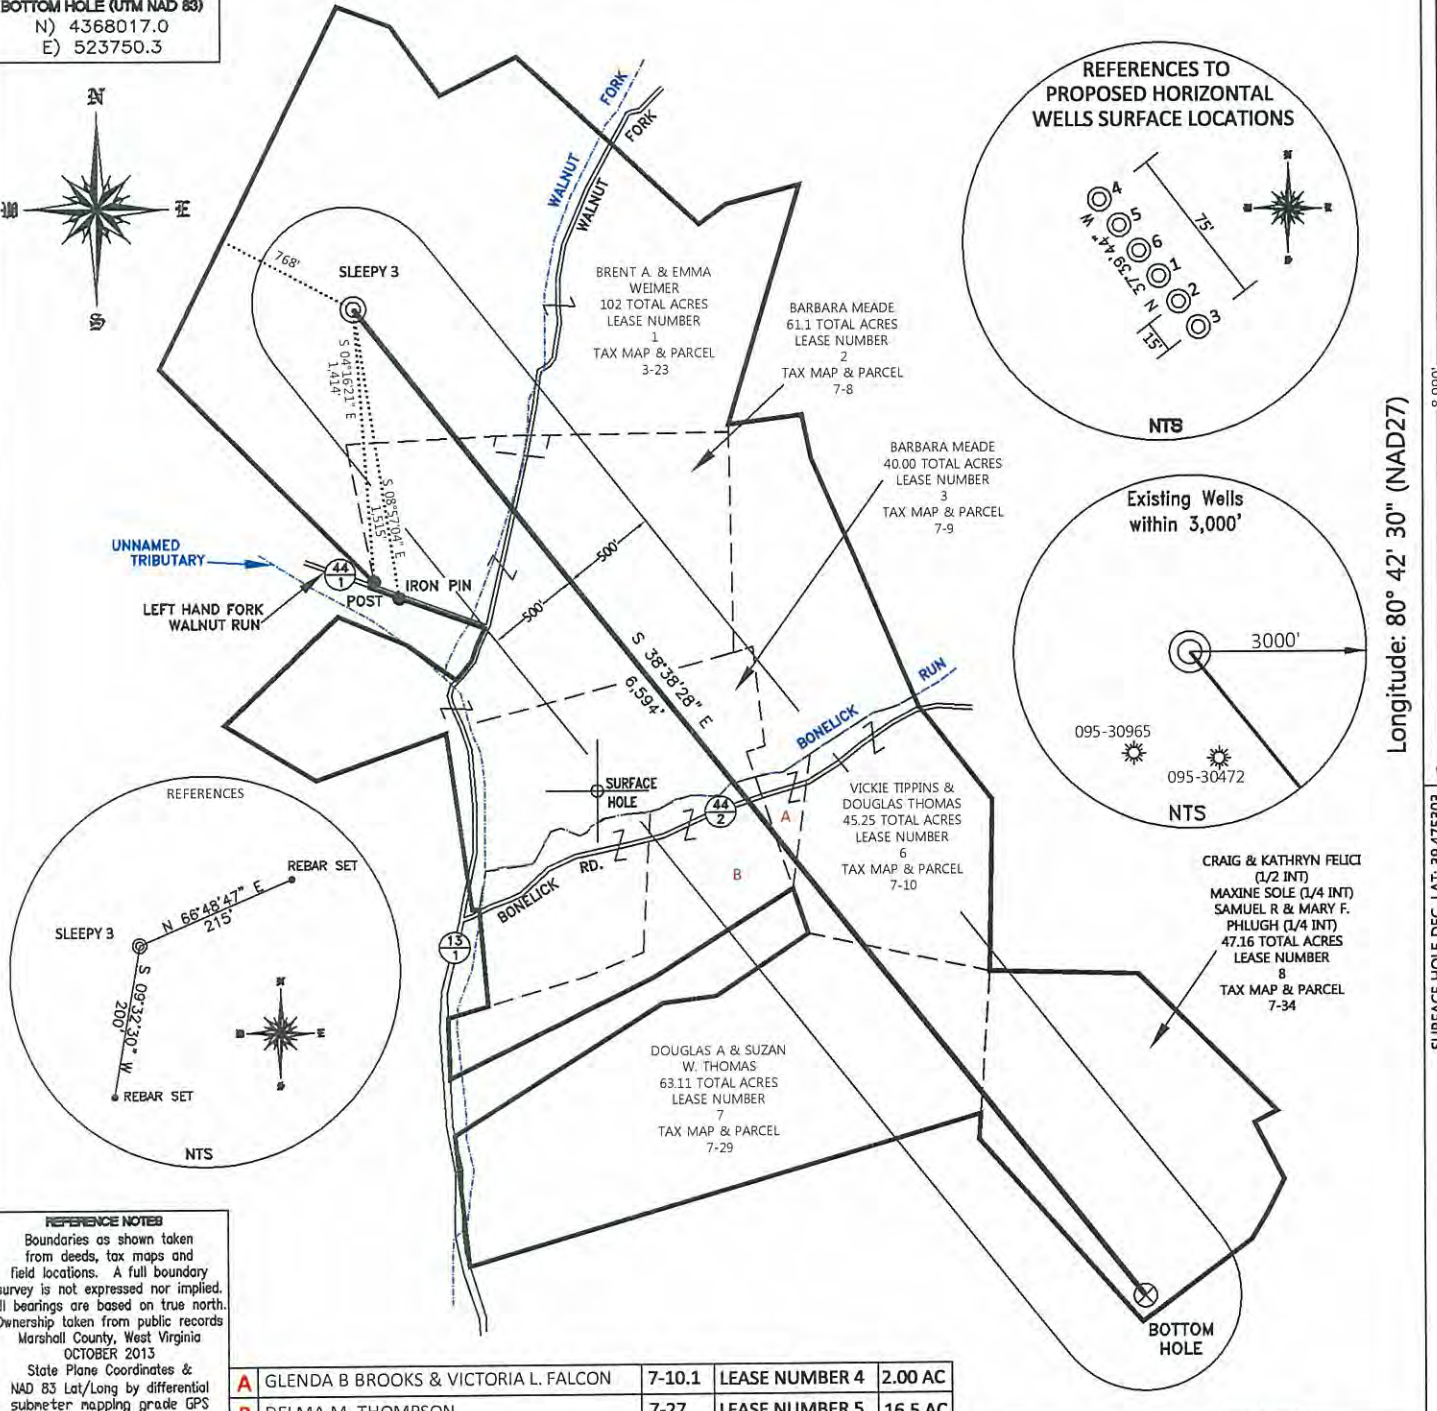 BOTTOM HOLE (UTM NAD 83)
N) 4368017.0
E) 523750.3
N
W
E
S
WALNUT FORK
WALNUT FORK
REFERENCES TO
PROPOSED HORIZONTAL
WELLS SURFACE LOCATIONS
4
5
6
1
2
3
75'
N 37°39'44" W
15'
NTS
768'
SLEEPY 3
S 04°16'21" E
1,414'
S 08°57'04" E
1,515'
BRENT A. & EMMA
WEIMER
102 TOTAL ACRES
LEASE NUMBER
1
TAX MAP & PARCEL
3-23
BARBARA MEADE
61.1 TOTAL ACRES
LEASE NUMBER
2
TAX MAP & PARCEL
7-8
BARBARA MEADE
40.00 TOTAL ACRES
LEASE NUMBER
3
TAX MAP & PARCEL
7-9
Existing Wells
within 3,000'
3000'
095-30965
095-30472
NTS
Longitude: 80° 42' 30" (NAD27)
UNNAMED
TRIBUTARY
44
1
POST
IRON PIN
LEFT HAND FORK
WALNUT RUN
500'
500'
S 38°38'28" E
6,594'
BONELICK RUN
SURFACE
HOLE
44
2
A
B
BONELICK RD.
13
1
VICKIE TIPPINS &
DOUGLAS THOMAS
45.25 TOTAL ACRES
LEASE NUMBER
6
TAX MAP & PARCEL
7-10
CRAIG & KATHRYN FELICI
(1/2 INT)
MAXINE SOLE (1/4 INT)
SAMUEL R & MARY F.
PHLUGH (1/4 INT)
47.16 TOTAL ACRES
LEASE NUMBER
8
TAX MAP & PARCEL
7-34
REFERENCES
REBAR SET
N 66°48'47" E
215'
SLEEPY 3
S 09°32'30" W
200'
REBAR SET
NTS
DOUGLAS A & SUZAN
W. THOMAS
63.11 TOTAL ACRES
LEASE NUMBER
7
TAX MAP & PARCEL
7-29
BOTTOM
HOLE
REFERENCE NOTES
Boundaries as shown taken
from deeds, tax maps and
field locations. A full boundary
survey is not expressed nor implied.
ll bearings are based on true north.
Ownership taken from public records
Marshall County, West Virginia
OCTOBER 2013
State Plane Coordinates &
NAD 83 Lat/Long by differential
submeter mapping grade GPS
A GLENDA B BROOKS & VICTORIA L. FALCON 7-10.1 LEASE NUMBER 4 2.00 AC
B DELMA M. THOMPSON 7-27 LEASE NUMBER 5 16.5 AC